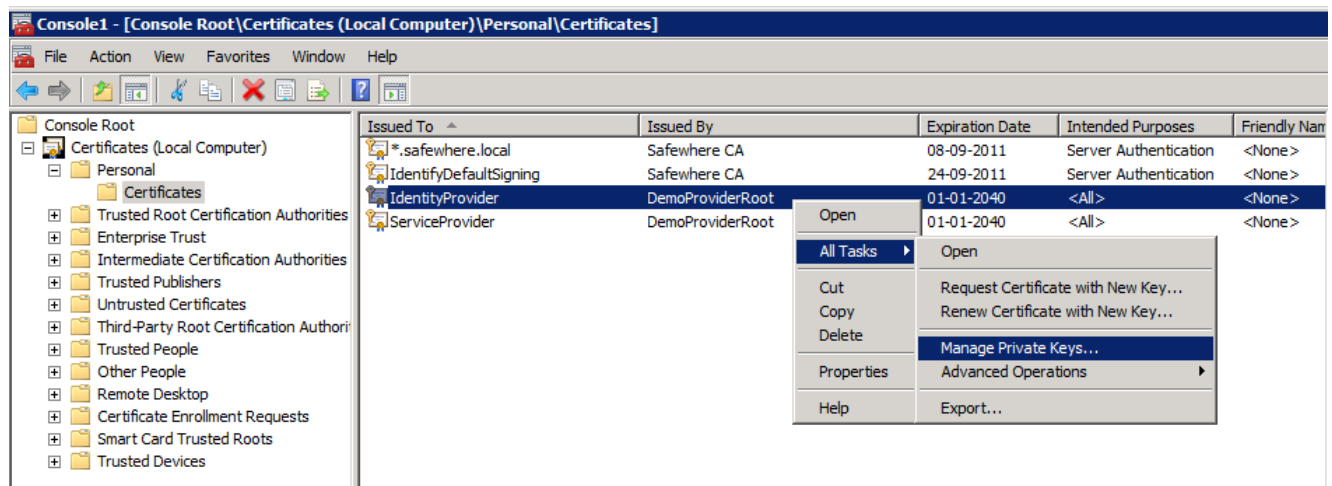 Console1 - [Console Root\Certificates (Local Computer)\Personal\Certificates]
File Action View Favorites Window Help
Console Root
Certificates (Local Computer)
Personal
Certificates
Trusted Root Certification Authorities
Enterprise Trust
Intermediate Certification Authorities
Trusted Publishers
Untrusted Certificates
Third-Party Root Certification Authori
Trusted People
Other People
Remote Desktop
Certificate Enrollment Requests
Smart Card Trusted Roots
Trusted Devices
Issued To Issued By Expiration Date Intended Purposes Friendly Nam
*.safewhere.local Safewhere CA 08-09-2011 Server Authentication <None>
IdentifyDefaultSigning Safewhere CA 24-09-2011 Server Authentication <None>
IdentityProvider DemoProviderRoot 01-01-2040 <All> <None>
ServiceProvider DemoProviderRoot 01-01-2040 <All> <None>
Open
All Tasks
Cut
Copy
Delete
Properties
Help
Open
Request Certificate with New Key...
Renew Certificate with New Key...
Manage Private Keys...
Advanced Operations
Export...